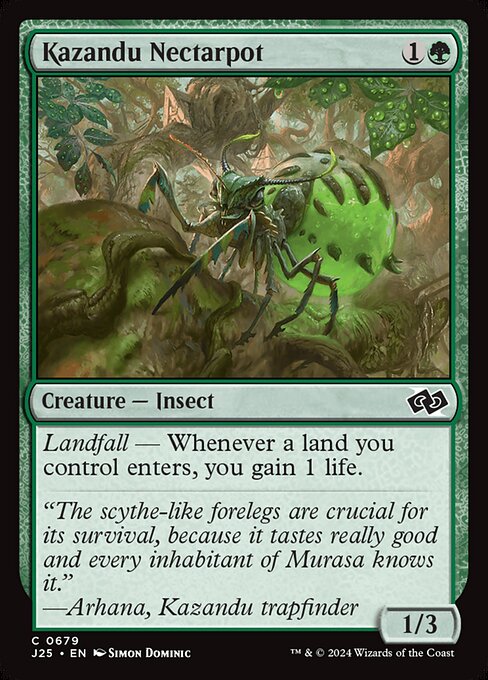 Kazandu Nectarpot 1
Creature — Insect
Landfall — Whenever a land you
control enters, you gain 1 life.
“The scythe-like forelegs are crucial for
its survival, because it tastes really good
and every inhabitant of Murasa knows
it.”
—Arhana, Kazandu trapfinder
1/3
C 0679
J25 • EN Simon Dominic
™ & © 2024 Wizards of the Coast